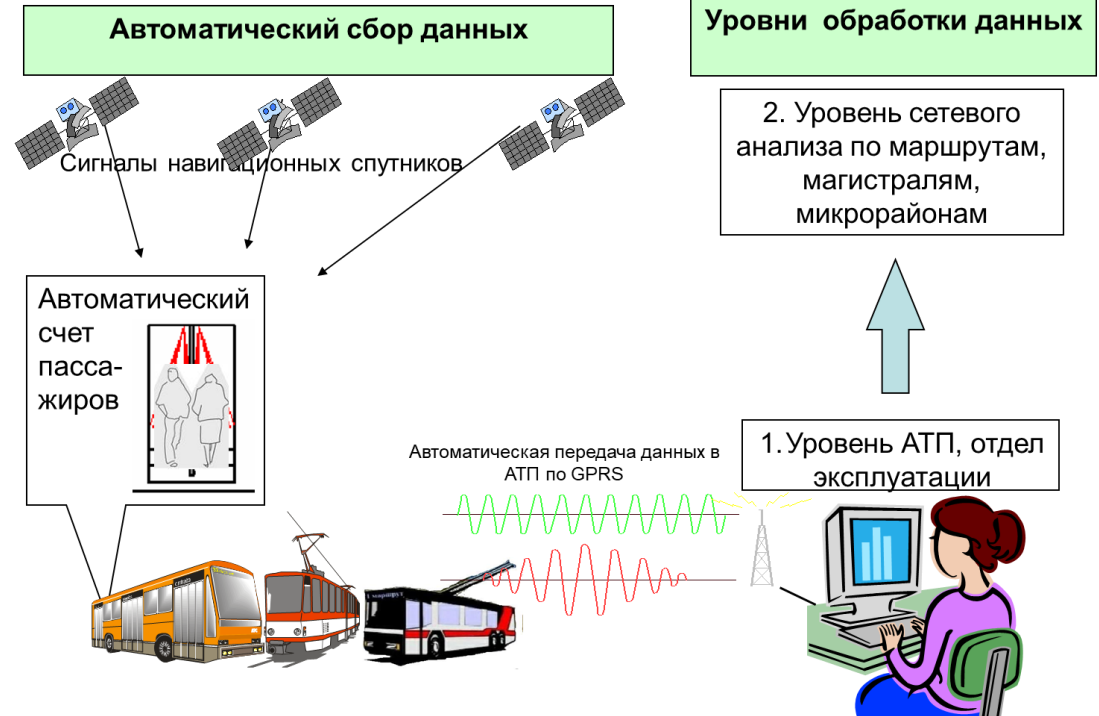 Автоматический сбор данных
Уровни обработки данных
Сигналы навигационных спутников
2. Уровень сетевого
анализа по маршрутам,
магистралям,
микрорайонам
Автоматический
счет
пасса-
жиров
Автоматическая передача данных в
АТП по GPRS
1. Уровень АТП, отдел
эксплуатации